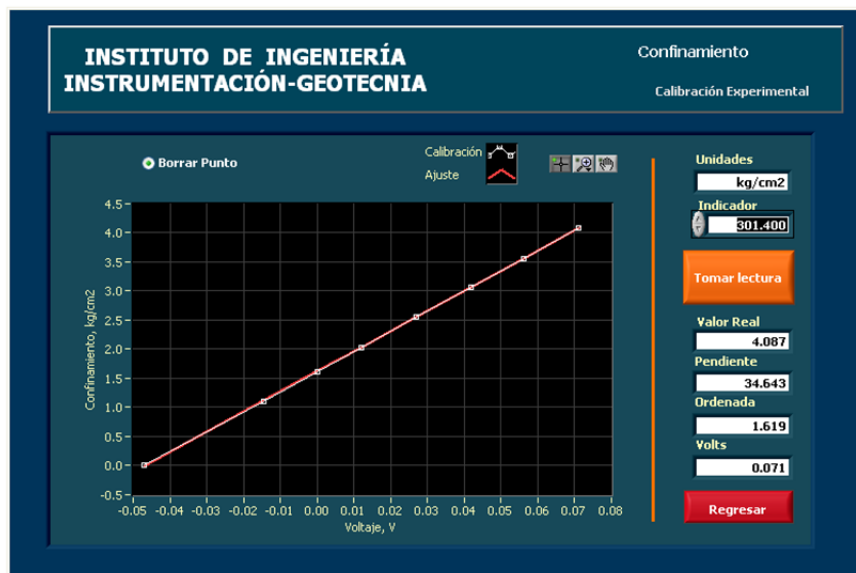 INSTITUTO DE INGENIERÍA
INSTRUMENTACIÓN-GEOTECNIA
Confinamiento
Calibración Experimental
Borrar Punto
Calibración
Ajuste
Unidades
kg/cm2
Indicador
301.400
Tomar lectura
Valor Real
4.087
Pendiente
34.643
Ordenada
1.619
Volts
0.071
Regresar
Confinamiento, kg/cm2
4.5
4.0
3.5
3.0
2.5
2.0
1.5
1.0
0.5
0.0
-0.5
-0.05 -0.04 -0.03 -0.02 -0.01 0.00 0.01 0.02 0.03 0.04 0.05 0.06 0.07 0.08
Voltaje, V